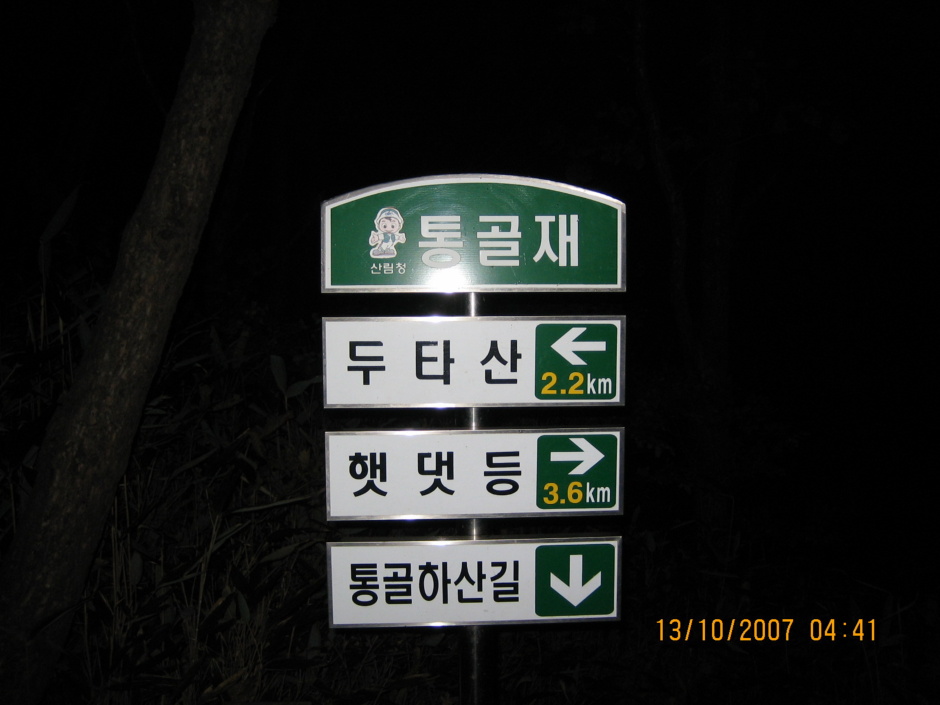 통골재
산림청
두타산
2.2km
햇댓등
3.6km
통골하산길
13/10/2007 04:41